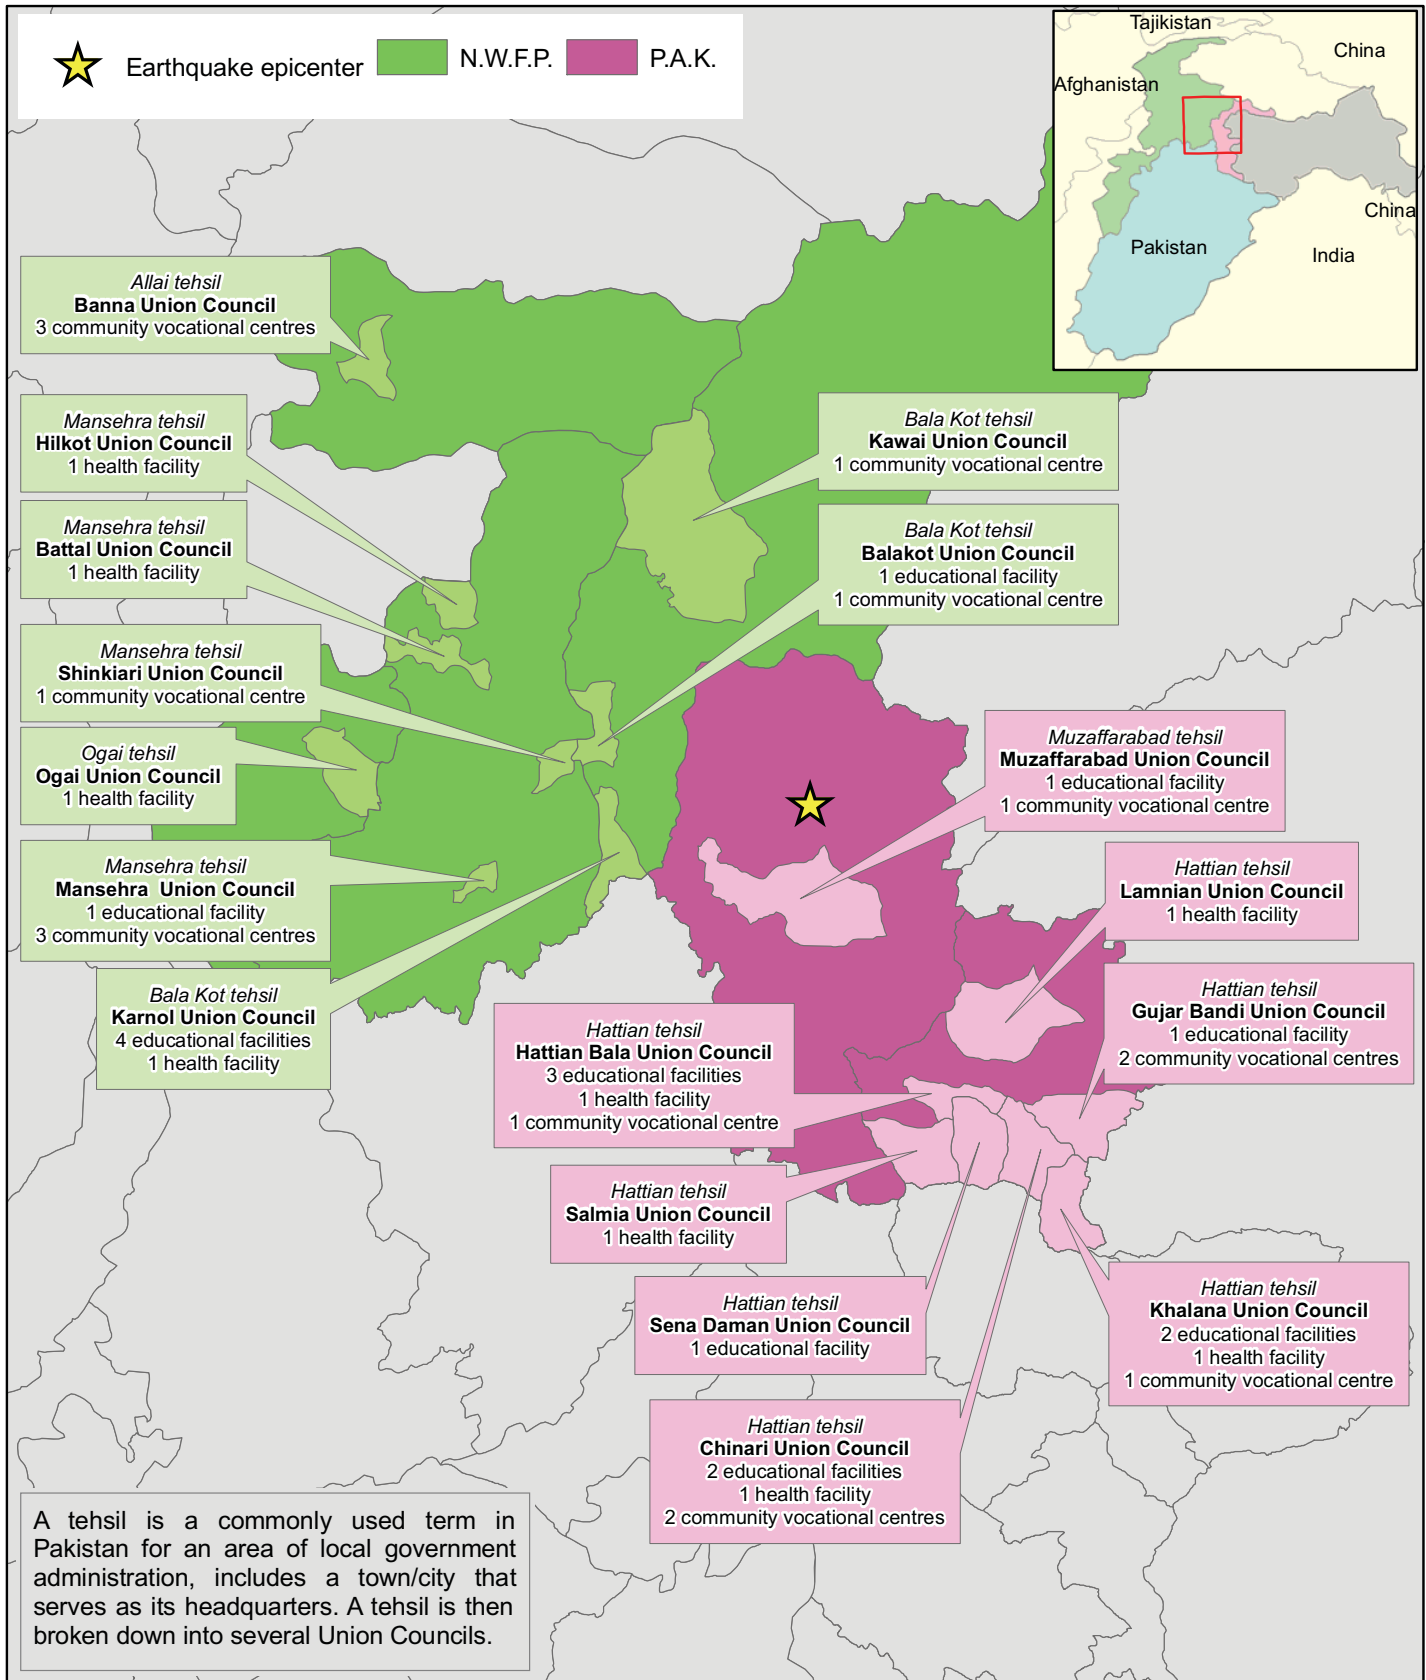 Earthquake epicenter
N.W.F.P.
P.A.K.
Tajikistan
China
Afghanistan
China
Pakistan
India
Allai tehsil
Banna Union Council
3 community vocational centres
Mansehra tehsil
Hilkot Union Council
1 health facility
Bala Kot tehsil
Kawai Union Council
1 community vocational centre
Mansehra tehsil
Battal Union Council
1 health facility
Bala Kot tehsil
Balakot Union Council
1 educational facility
1 community vocational centre
Mansehra tehsil
Shinkiari Union Council
1 community vocational centre
Ogai tehsil
Ogai Union Council
1 health facility
Muzaffarabad tehsil
Muzaffarabad Union Council
1 educational facility
1 community vocational centre
Mansehra tehsil
Mansehra Union Council
1 educational facility
3 community vocational centres
Hattian tehsil
Lamnian Union Council
1 health facility
Bala Kot tehsil
Karnol Union Council
4 educational facilities
1 health facility
Hattian tehsil
Gujar Bandi Union Council
1 educational facility
2 community vocational centres
Hattian tehsil
Hattian Bala Union Council
3 educational facilities
1 health facility
1 community vocational centre
Hattian tehsil
Salmia Union Council
1 health facility
Hattian tehsil
Sena Daman Union Council
1 educational facility
Hattian tehsil
Khalana Union Council
2 educational facilities
1 health facility
1 community vocational centre
Hattian tehsil
Chinari Union Council
2 educational facilities
1 health facility
2 community vocational centres
A tehsil is a commonly used term in
Pakistan for an area of local government
administration, includes a town/city that
serves as its headquarters. A tehsil is then
broken down into several Union Councils.